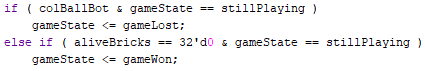 if ( colBallBot & gameState == stillPlaying )
    gameState <= gameLost;
else if ( aliveBricks == 32'd0 & gameState == stillPlaying )
    gameState <= gameWon;